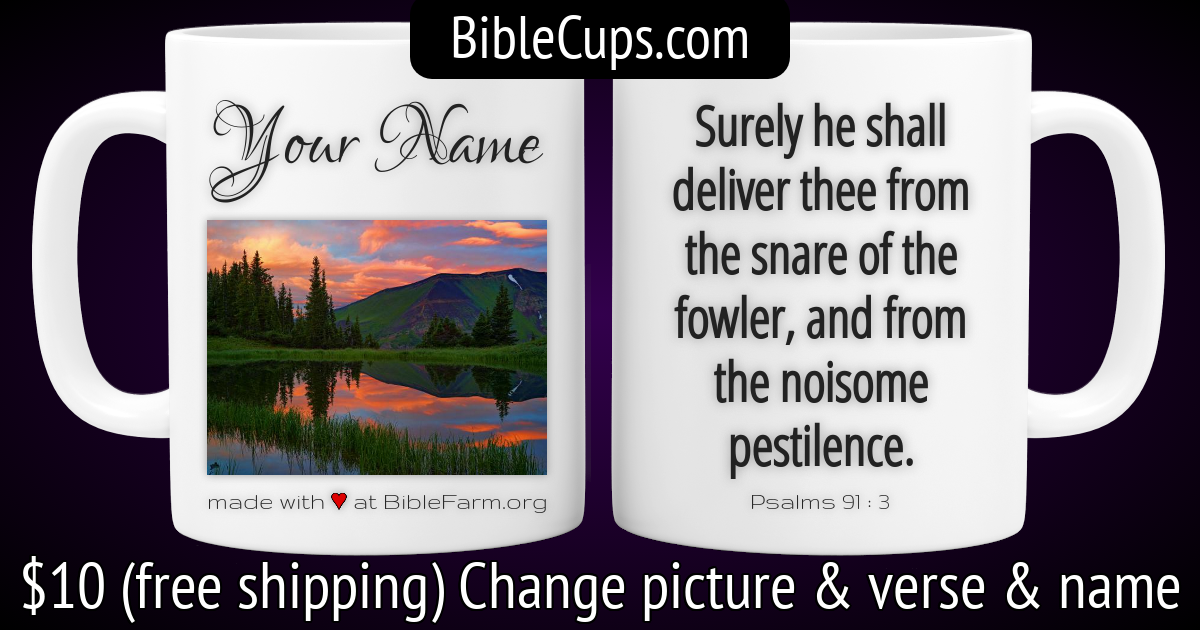 BibleCups.com
Your Name
made with ♥ at BibleFarm.org
Surely he shall
deliver thee from
the snare of the
fowler, and from
the noisome
pestilence.
Psalms 91 : 3
$10 (free shipping) Change picture & verse & name